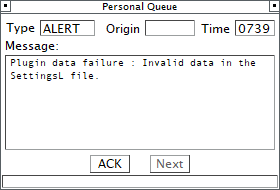 Personal Queue
Type ALERT Origin Time 0739
Message:
Plugin data failure : Invalid data in the
SettingsL file.
ACK Next